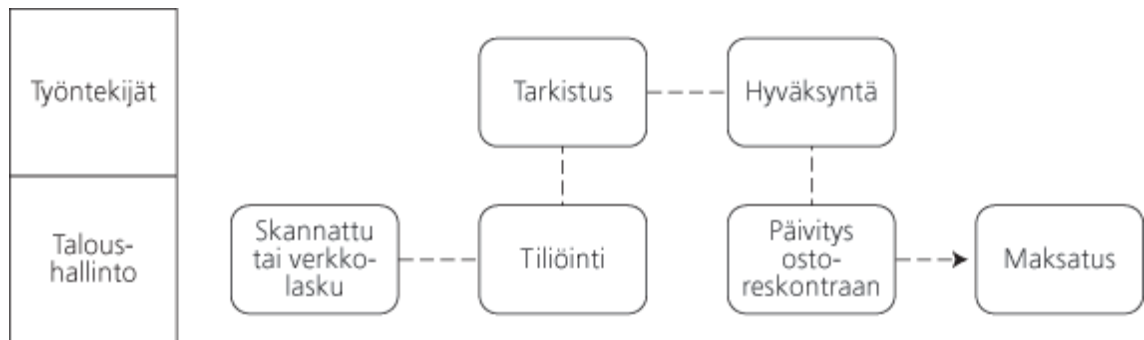 Työntekijät
Tarkistus
Hyväksyntä
Talous-
hallinto
Skannattu
tai verkko-
lasku
Tiliöinti
Päivitys
osto-
reskontraan
Maksatus